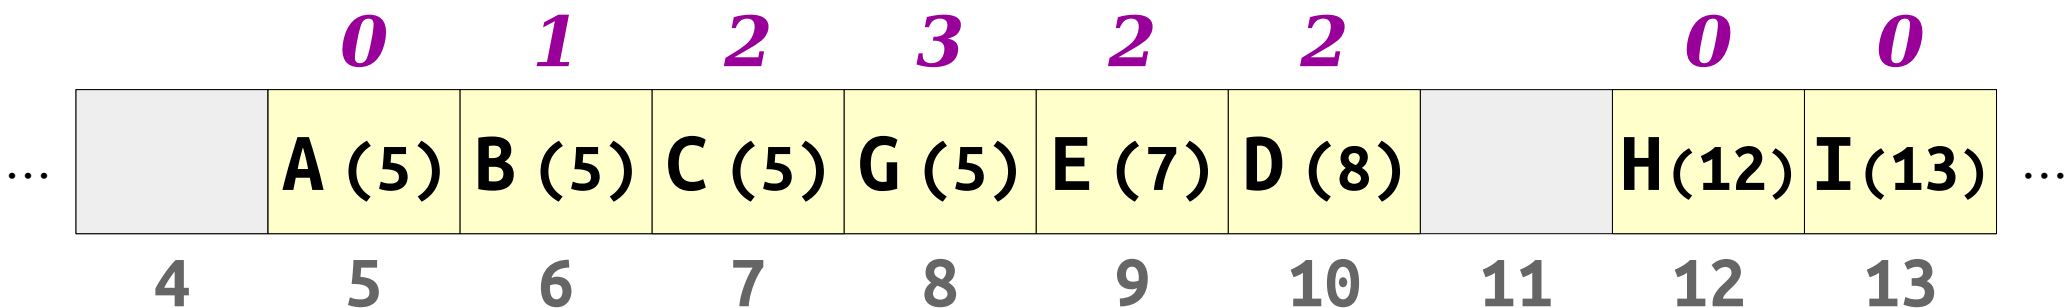 0 1 2 3 2 2 0 0
... A (5) B (5) C (5) G (5) E (7) D (8) H(12) I(13) ...
4 5 6 7 8 9 10 11 12 13